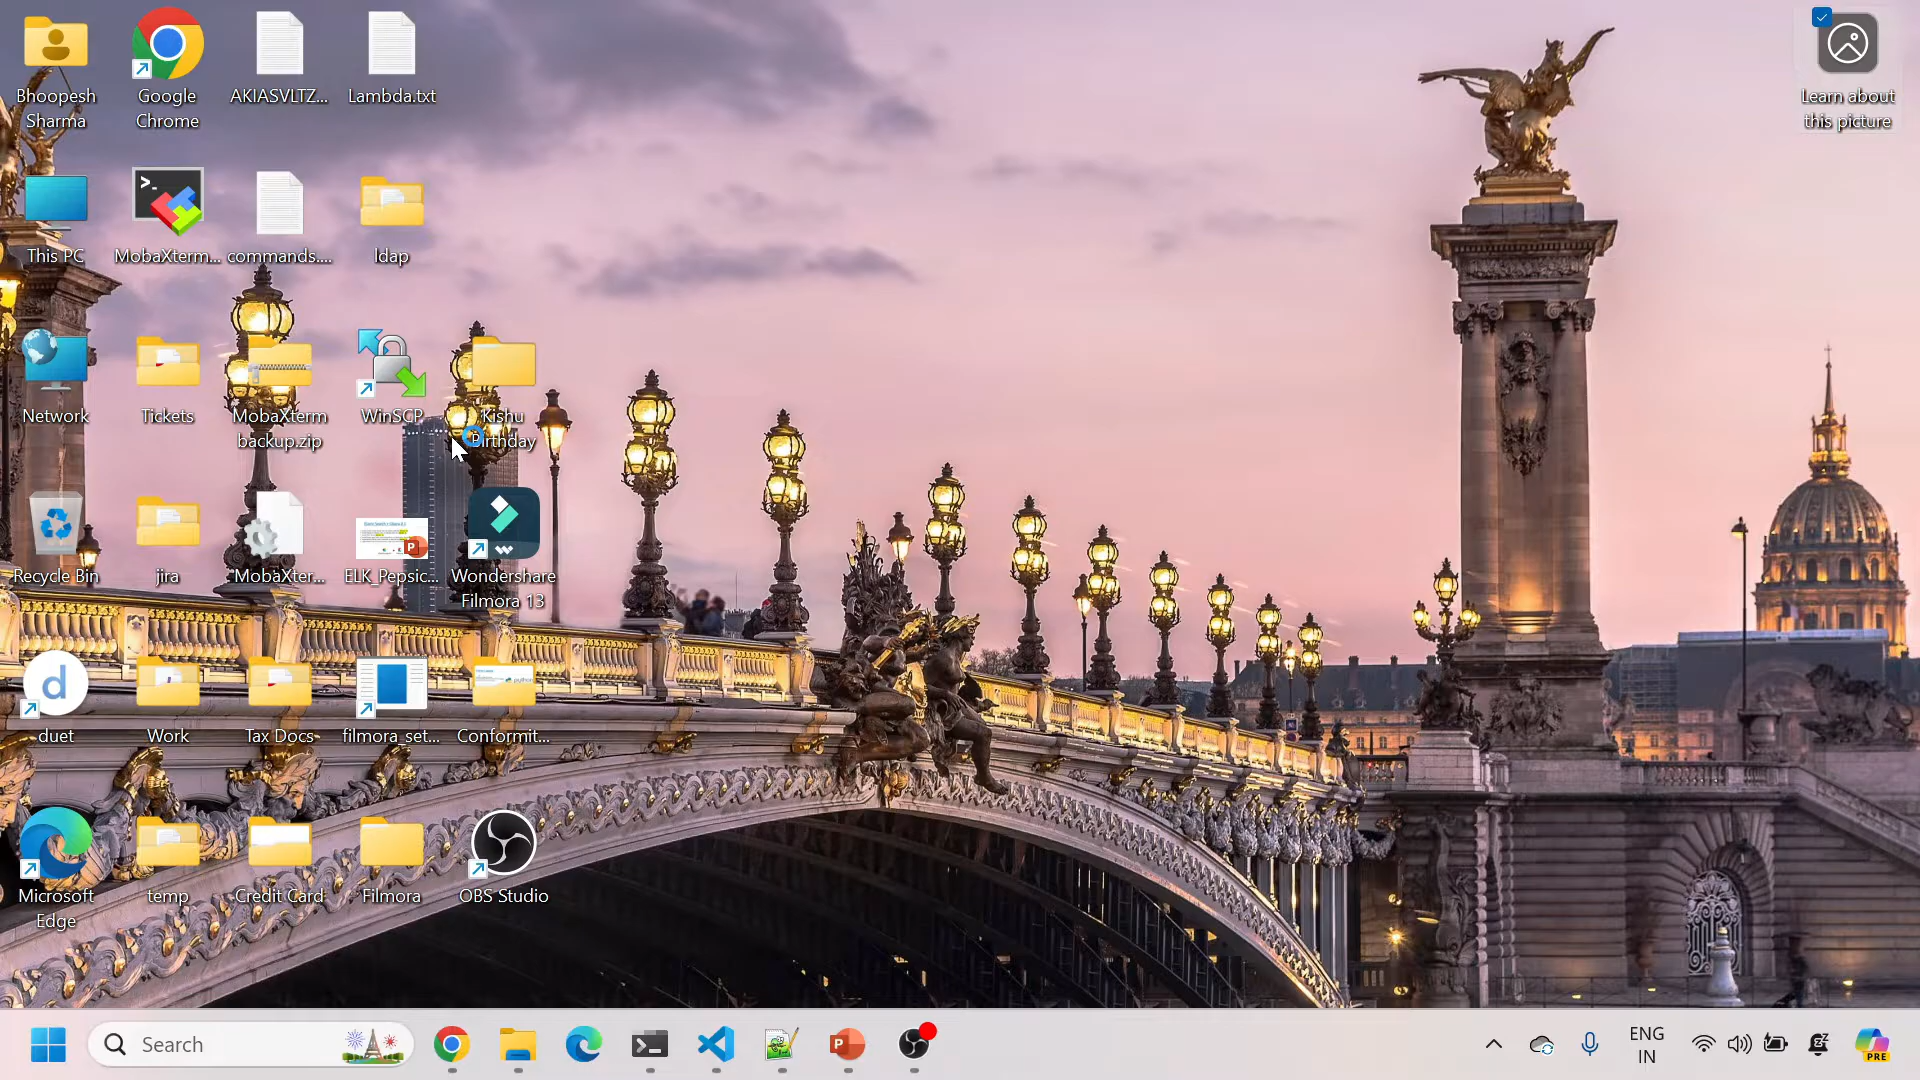 Bhoopesh
Sharma
Google
Chrome
AKIASVLTZ...
Lambda.txt
Learn about
this picture
This PC
MobaXterm...
commands....
ldap
Network
Tickets
MobaXterm
backup.zip
WinSCP
Kishu
Birthday
Recycle Bin
jira
MobaXter...
ELK_Pepsic...
Wondershare
Filmora 13
duet
Work
Tax Docs
filmora_set...
Conformit...
Microsoft
Edge
temp
Credit Card
Filmora
OBS Studio
Search
ENG
IN
PRE